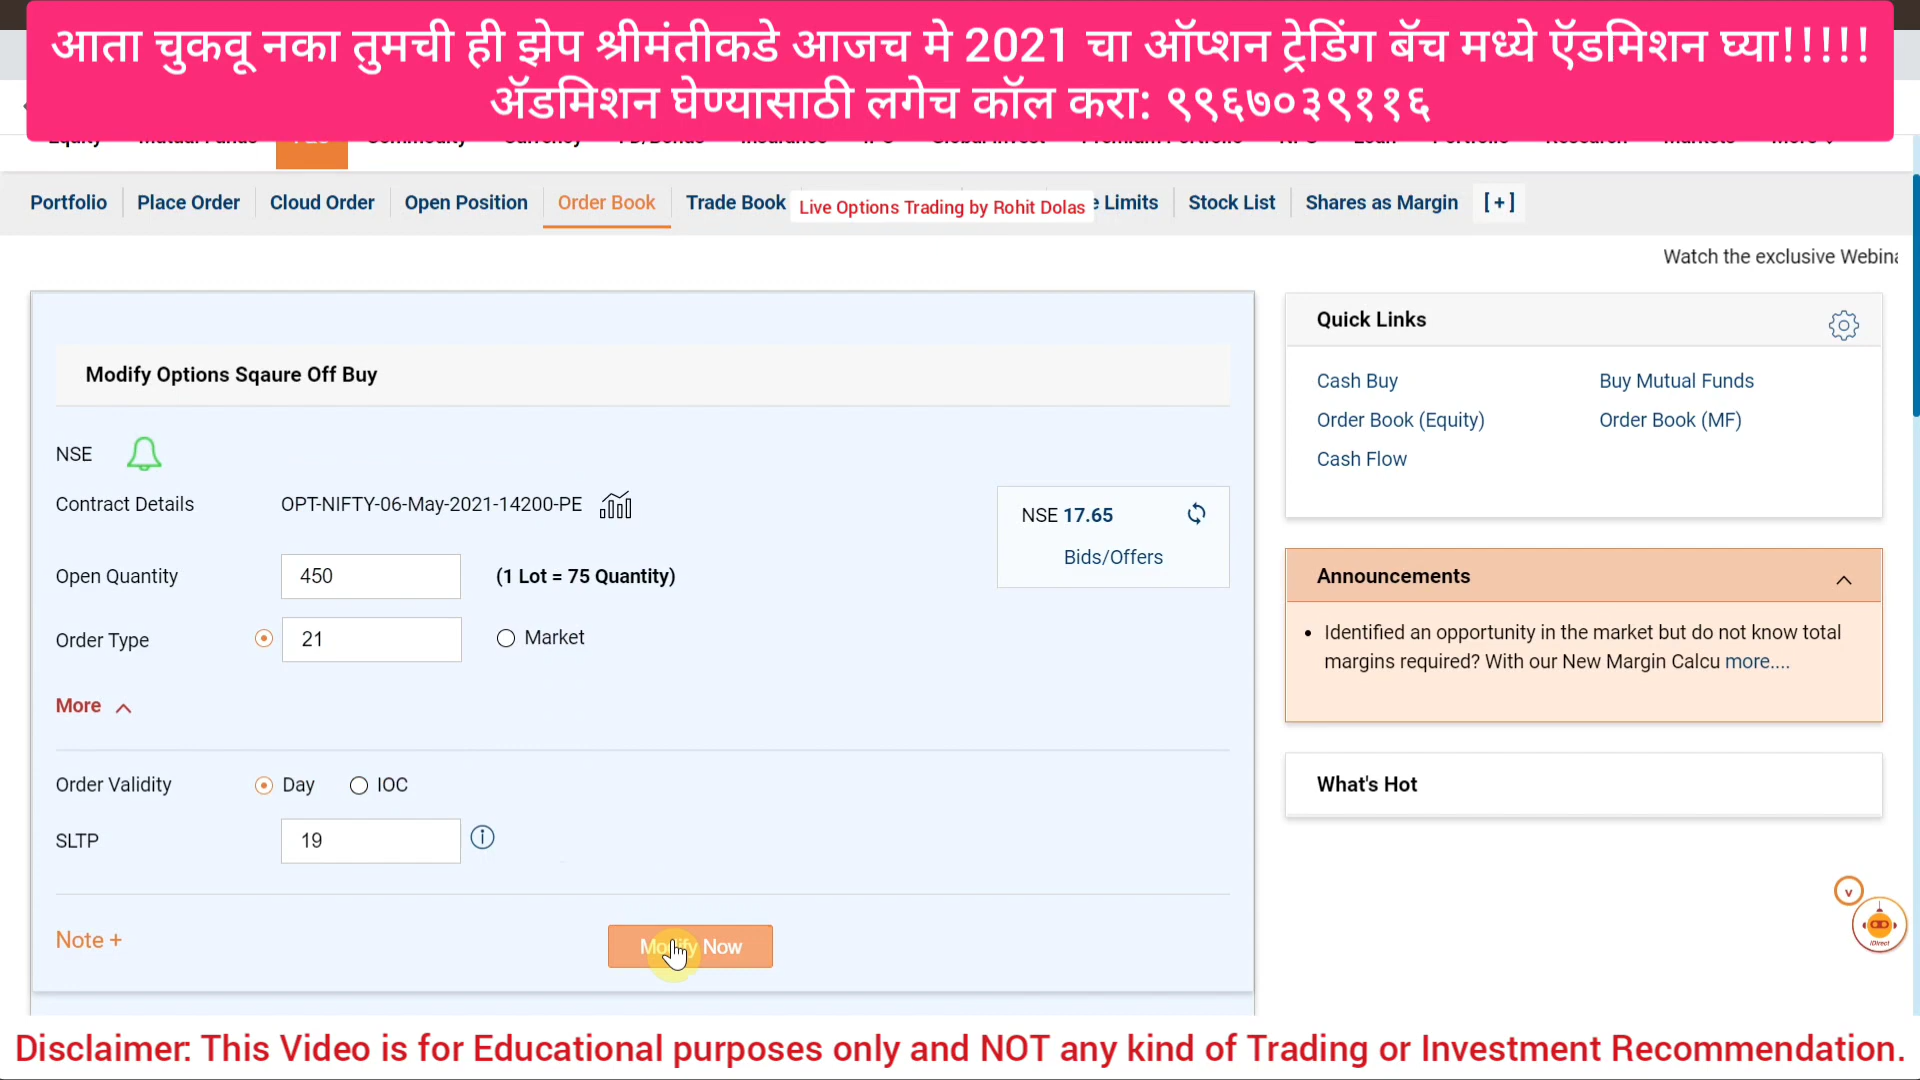 आता चुकवू नका तुमची ही झेप श्रीमंतीकडे आजच मे 2021 चा ऑप्शन ट्रेडिंग बॅच मध्ये ऍडमिशन घ्या!!!!!
ॲडमिशन घेण्यासाठी लगेच कॉल करा: ९९६७०३९११६
Portfolio Place Order Cloud Order Open Position Order Book Trade Book Live Options Trading by Rohit Dolas Limits Stock List Shares as Margin [+]
Watch the exclusive
Modify Options Sqaure Off Buy
NSE
Contract Details OPT-NIFTY-06-May-2021-14200-PE
NSE 17.65
Bids/Offers
Open Quantity 450 (1 Lot = 75 Quantity)
Order Type 21 Market
More
Order Validity Day IOC
SLTP 19
Note +
Modify Now
Quick Links
Cash Buy Buy Mutual Funds
Order Book (Equity) Order Book (MF)
Cash Flow
Announcements
Identified an opportunity in the market but do not know total
margins required? With our New Margin Calcu more....
What's Hot
iDirect
Disclaimer: This Video is for Educational purposes only and NOT any kind of Trading or Investment Recommendation.